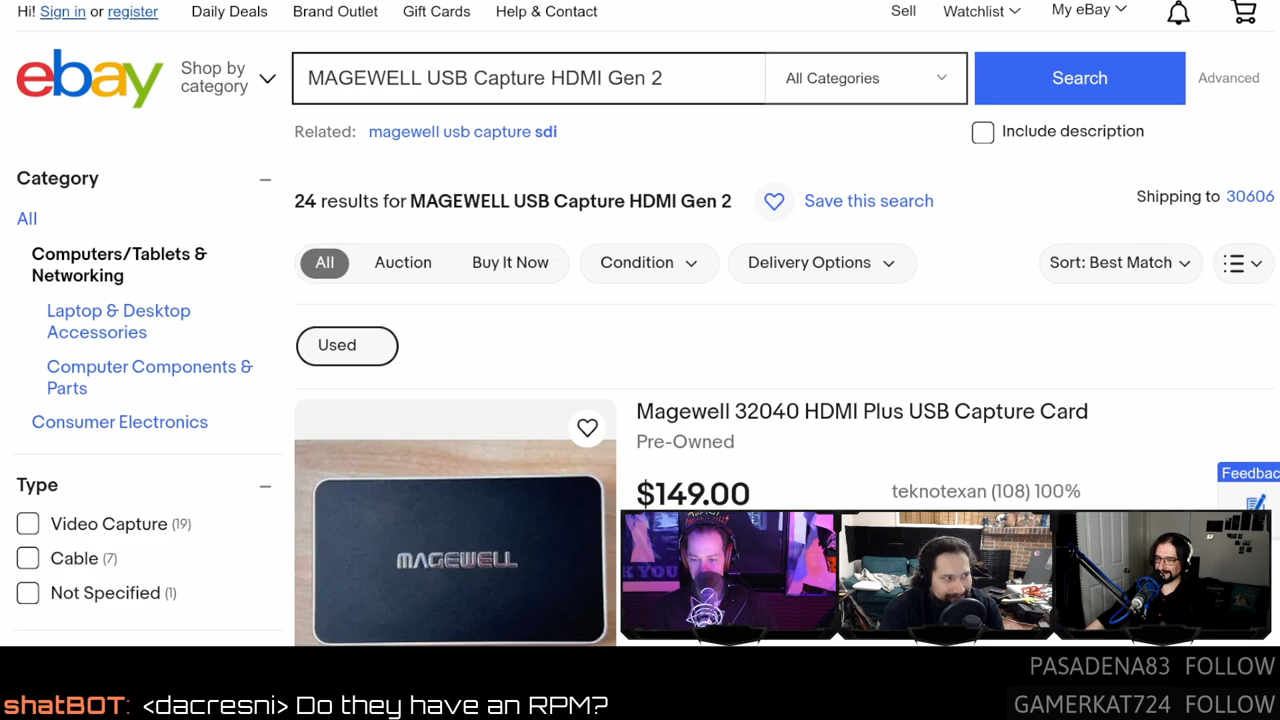 Hi! Sign in or register Daily Deals Brand Outlet Gift Cards Help & Contact Sell Watchlist My eBay
ebay
Shop by
category
MAGEWELL USB Capture HDMI Gen 2
All Categories
Search
Advanced
Related: magewell usb capture sdi
Include description
Category
All
Computers/Tablets &
Networking
Laptop & Desktop
Accessories
Computer Components &
Parts
Consumer Electronics
Type
Video Capture (19)
Cable (7)
Not Specified (1)
24 results for MAGEWELL USB Capture HDMI Gen 2
Save this search
Shipping to 30606
All Auction Buy It Now
Condition
Delivery Options
Sort: Best Match
Used
MAGEWELL
Magewell 32040 HDMI Plus USB Capture Card
Pre-Owned
$149.00
teknotexan (108) 100%
Feedbac
K YOU
PASADENA83 FOLLOW
GAMERKAT724 FOLLOW
shatBOT: <dacresni> Do they have an RPM?